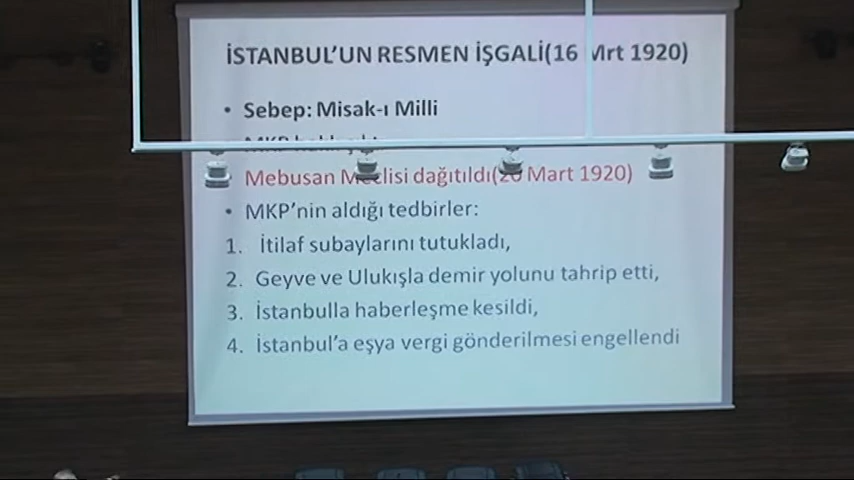 İSTANBUL'UN RESMEN İŞGALİ(16 Mrt 1920)
• Sebep: Misak-ı Milli
Mebusan Meclisi dağıtıldı(20 Mart 1920)
• MKP'nin aldığı tedbirler:
1. İtilaf subaylarını tutukladı,
2. Geyve ve Ulukışla demir yolunu tahrip etti,
3. İstanbulla haberleşme kesildi,
4. İstanbul'a eşya vergi gönderilmesi engellendi